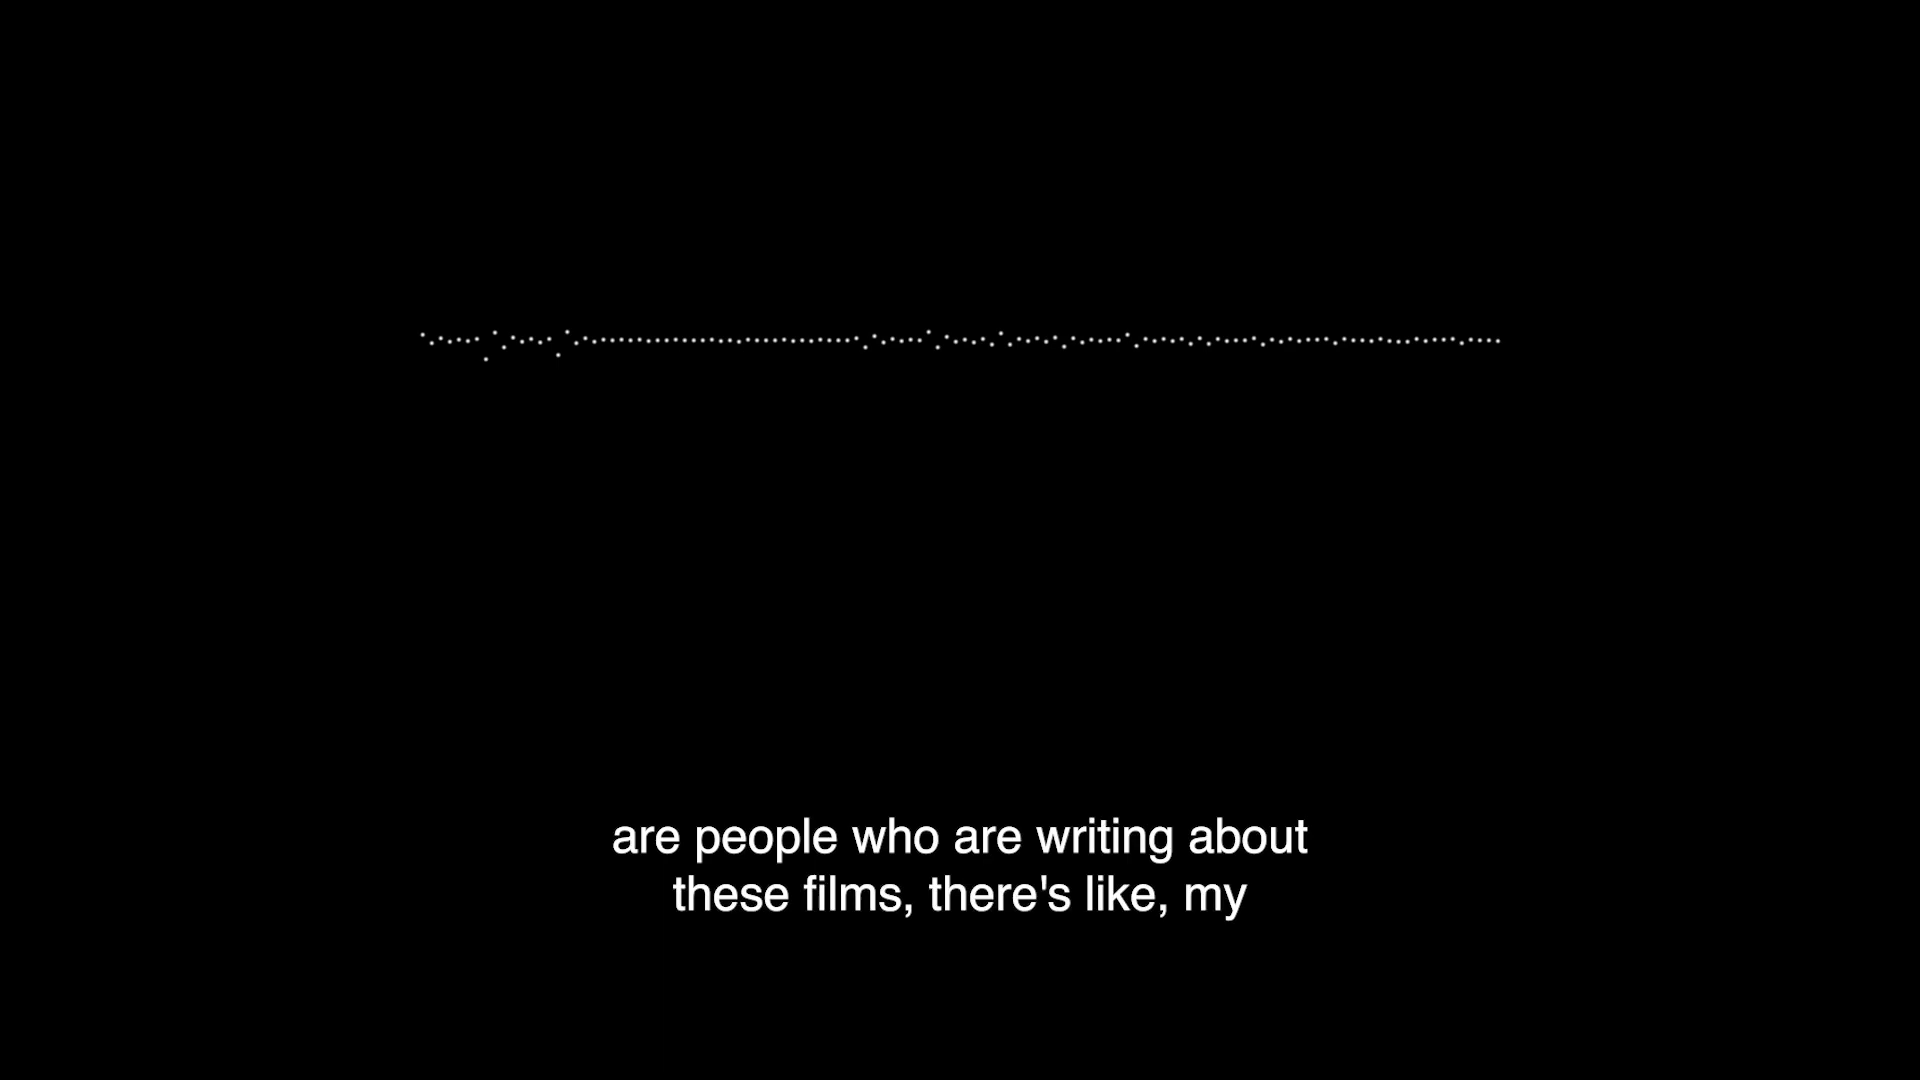 are people who are writing about
these films, there's like, my